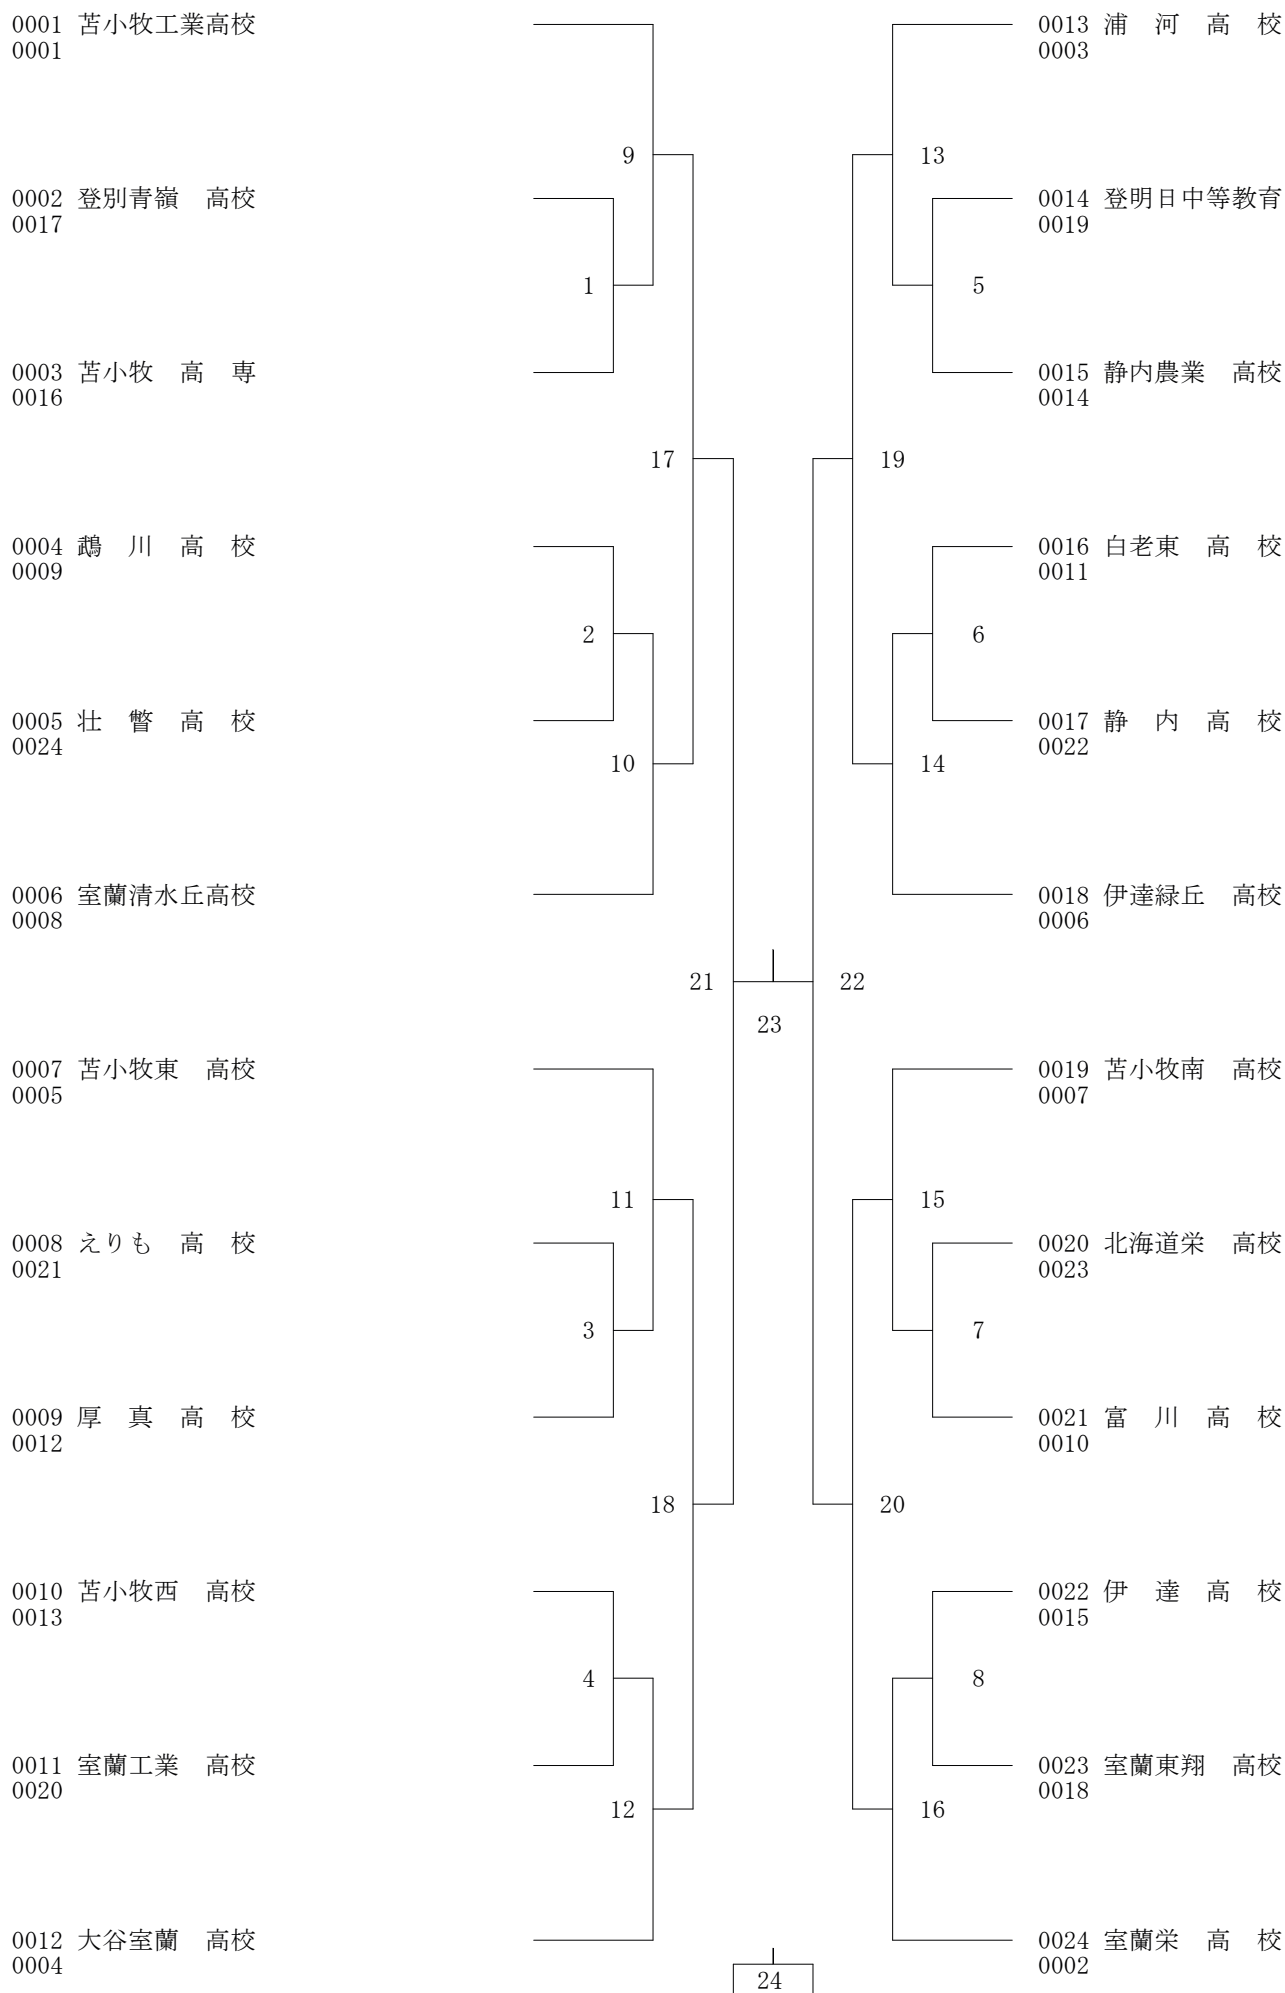 0001 苫小牧工業高校
0001
9
0002 登別青嶺　高校
0017
1
0003 苫小牧　高　専
0016
17
0004 鵡　川　高　校
0009
2
0005 壮　瞥　高　校
0024
10
0006 室蘭清水丘高校
0008
21
23
0007 苫小牧東　高校
0005
11
0008 えりも　高　校
0021
3
0009 厚　真　高　校
0012
18
0010 苫小牧西　高校
0013
4
0011 室蘭工業　高校
0020
12
0012 大谷室蘭　高校
0004
24
0013 浦　河　高　校
0003
13
0014 登明日中等教育
0019
5
0015 静内農業　高校
0014
19
0016 白老東　高　校
0011
6
0017 静　内　高　校
0022
14
0018 伊達緑丘　高校
0006
22
0019 苫小牧南　高校
0007
15
0020 北海道栄　高校
0023
7
0021 富　川　高　校
0010
20
0022 伊　達　高　校
0015
8
0023 室蘭東翔　高校
0018
16
0024 室蘭栄　高　校
0002